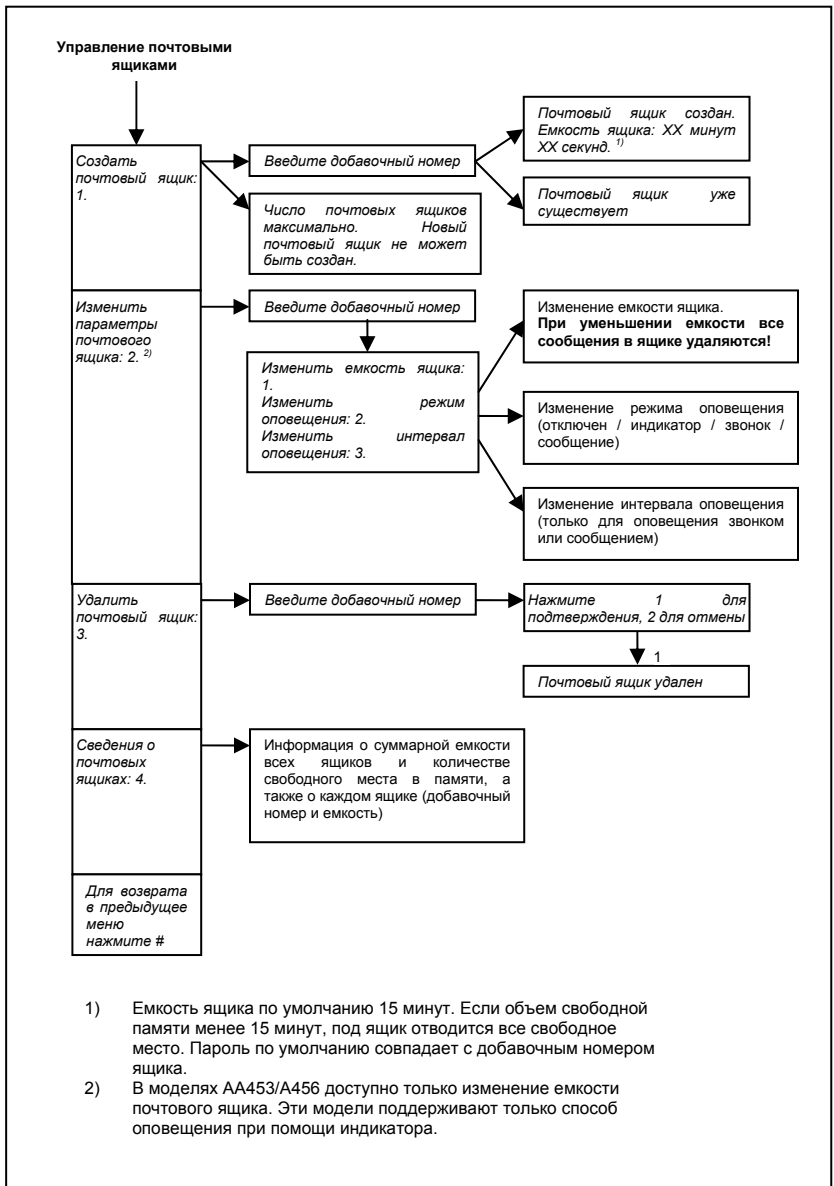 Управление почтовыми
ящиками
Создать
почтовый ящик:
1.
Введите добавочный номер
Почтовый ящик создан.
Емкость ящика: XX минут
XX секунд. 1)
Почтовый ящик уже
существует
Число почтовых ящиков
максимально. Новый
почтовый ящик не может
быть создан.
Изменить
параметры
почтового
ящика: 2. 2)
Введите добавочный номер
Изменить емкость ящика:
1.
Изменить режим
оповещения: 2.
Изменить интервал
оповещения: 3.
Изменение емкости ящика.
При уменьшении емкости все
сообщения в ящике удаляются!
Изменение режима оповещения
(отключен / индикатор / звонок /
сообщение)
Изменение интервала оповещения
(только для оповещения звонком
или сообщением)
Удалить
почтовый ящик:
3.
Введите добавочный номер
Нажмите 1 для
подтверждения, 2 для отмены
1
Почтовый ящик удален
Сведения о
почтовых
ящиках: 4.
Информация о суммарной емкости
всех ящиков и количестве
свободного места в памяти, а
также о каждом ящике (добавочный
номер и емкость)
Для возврата
в предыдущее
меню
нажмите #
1) Емкость ящика по умолчанию 15 минут. Если объем свободной
памяти менее 15 минут, под ящик отводится все свободное
место. Пароль по умолчанию совпадает с добавочным номером
ящика.
2) В моделях AA453/A456 доступно только изменение емкости
почтового ящика. Эти модели поддерживают только способ
оповещения при помощи индикатора.